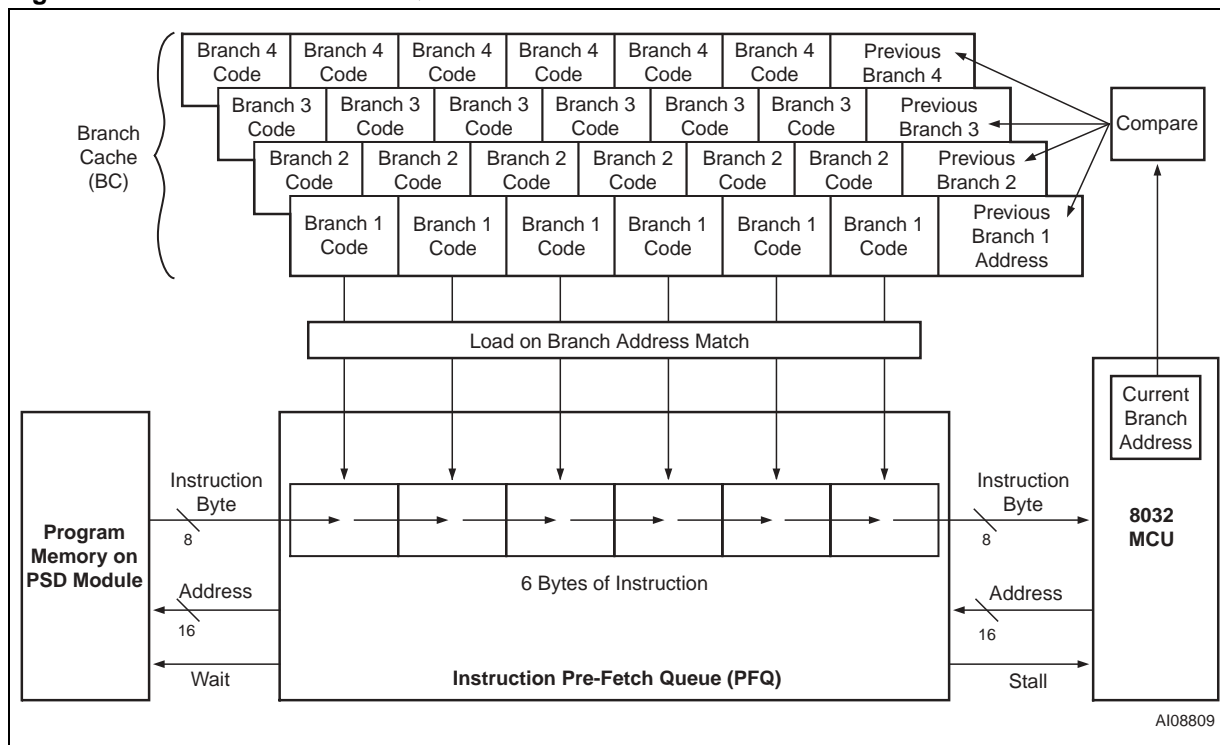 Branch 4 Code
Branch 4 Code
Branch 4 Code
Branch 4 Code
Branch 4 Code
Branch 4 Code
Previous Branch 4
Branch 3 Code
Branch 3 Code
Branch 3 Code
Branch 3 Code
Branch 3 Code
Branch 3 Code
Previous Branch 3
Compare
Branch Cache (BC)
Branch 2 Code
Branch 2 Code
Branch 2 Code
Branch 2 Code
Branch 2 Code
Branch 2 Code
Previous Branch 2
Branch 1 Code
Branch 1 Code
Branch 1 Code
Branch 1 Code
Branch 1 Code
Branch 1 Code
Previous Branch 1 Address
Load on Branch Address Match
Current Branch Address
Instruction Byte
8
Instruction Byte
8
Program Memory on PSD Module
8032 MCU
6 Bytes of Instruction
Address
16
Address
16
Wait
Instruction Pre-Fetch Queue (PFQ)
Stall
AI08809